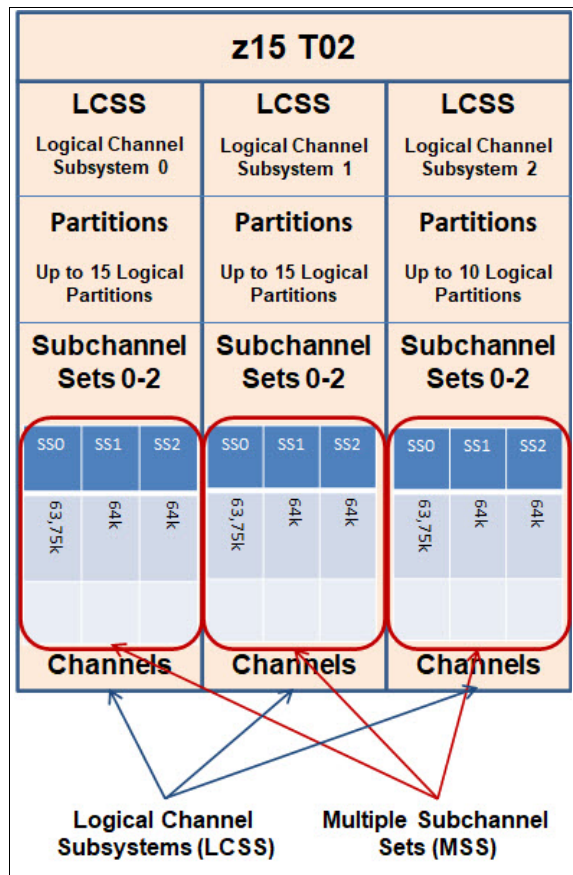 z15 T02
LCSS
Logical Channel
Subsystem 0
LCSS
Logical Channel
Subsystem 1
LCSS
Logical Channel
Subsystem 2
Partitions
Up to 15 Logical
Partitions
Partitions
Up to 15 Logical
Partitions
Partitions
Up to 10 Logical
Partitions
Subchannel
Sets 0-2
Subchannel
Sets 0-2
Subchannel
Sets 0-2
SS0 SS1 SS2
SS0 SS1 SS2
SS0 SS1 SS2
63,75k 64k 64k
63,75k 64k 64k
63,75k 64k 64k
Channels
Channels
Channels
Logical Channel
Subsystems (LCSS)
Multiple Subchannel
Sets (MSS)